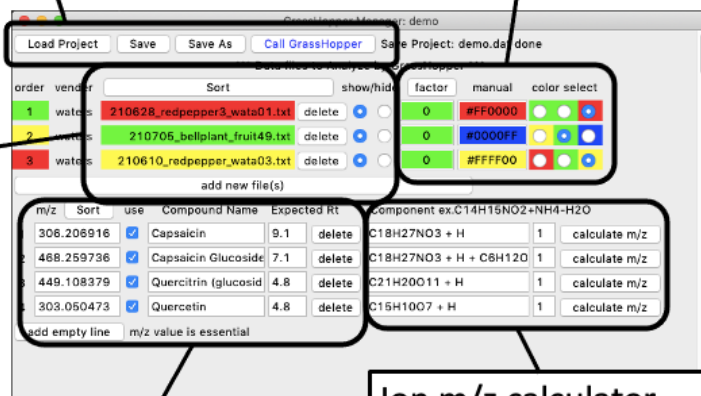 GrassHopper Manager: demo
Load Project Save Save As Call GrassHopper Save Project: demo.dat done
Data files to Analyze by GrassHopper
order vender Sort show/hide factor manual color select
1 waters 210628_redpepper3_wata01.txt delete 0 #FF0000
2 waters 210705_bellplant_fruit49.txt delete 0 #0000FF
3 waters 210610_redpepper_wata03.txt delete 0 #FFFF00
add new file(s)
m/z Sort use Compound Name Expected Rt Component ex.C14H15NO2+NH4-H2O
306.206916 Capsaicin 9.1 delete C18H27NO3 + H 1 calculate m/z
468.259736 Capsaicin Glucoside 7.1 delete C18H27NO3 + H + C6H12O 1 calculate m/z
449.108379 Quercitrin (glucosid 4.8 delete C21H20O11 + H 1 calculate m/z
303.050473 Quercetin 4.8 delete C15H10O7 + H 1 calculate m/z
add empty line m/z value is essential
Ion m/z calculator